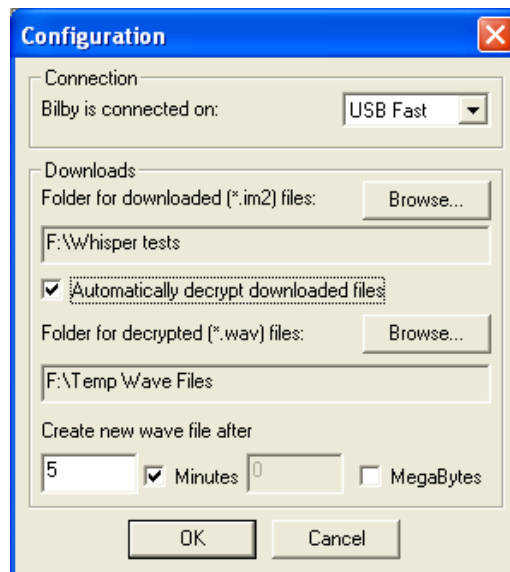 Configuration
Connection
Bilby is connected on: USB Fast
Downloads
Folder for downloaded (*.im2) files: Browse...
F:\Whisper tests
Automatically decrypt downloaded files
Folder for decrypted (*.wav) files: Browse...
F:\Temp Wave Files
Create new wave file after
5 Minutes 0 MegaBytes
OK Cancel